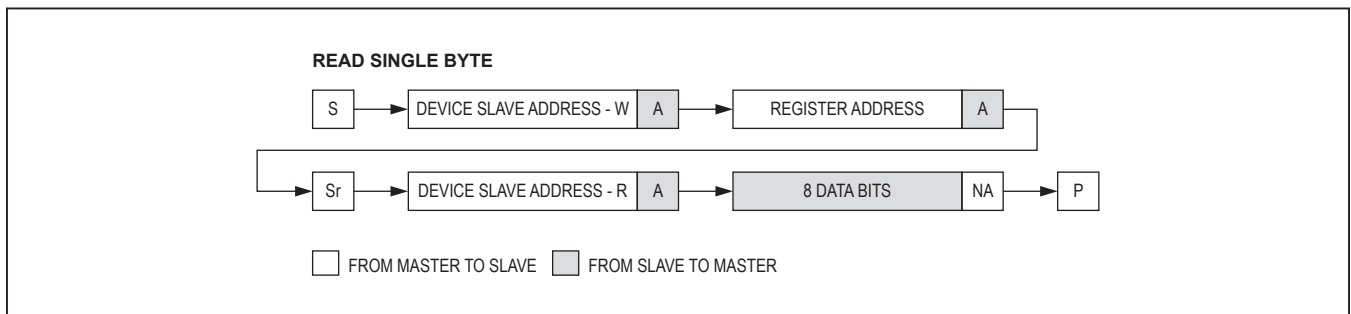 READ SINGLE BYTE
S DEVICE SLAVE ADDRESS - W A REGISTER ADDRESS A
Sr DEVICE SLAVE ADDRESS - R A 8 DATA BITS NA P
FROM MASTER TO SLAVE FROM SLAVE TO MASTER